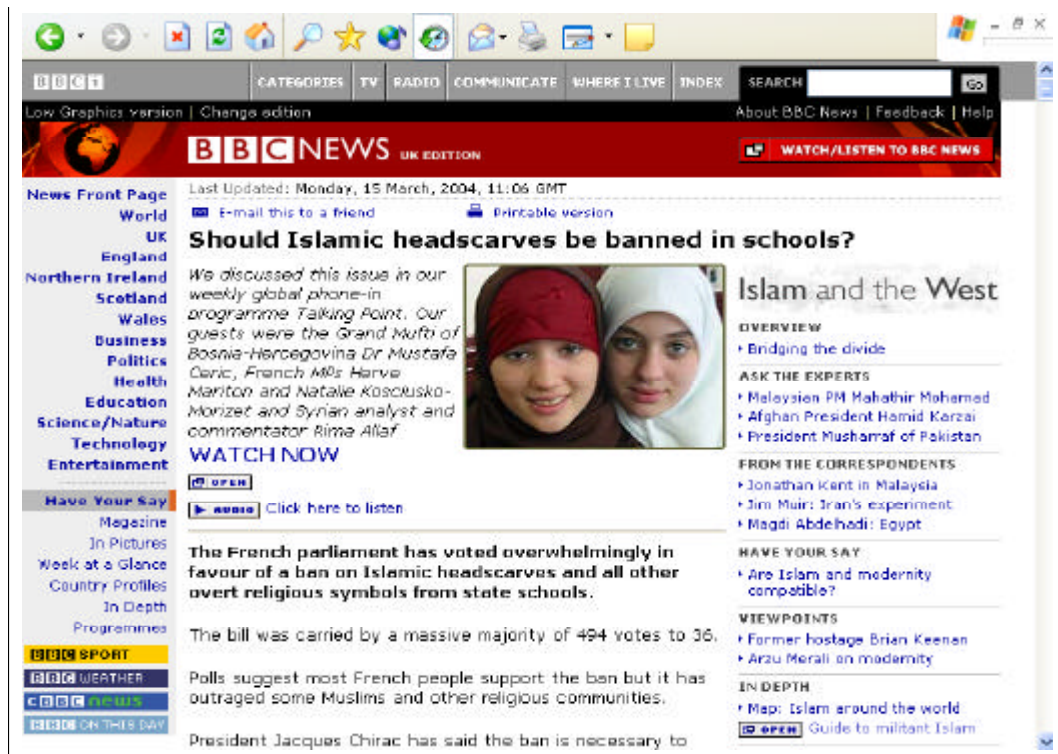 BBCi
CATEGORIES TV RADIO COMMUNICATE WHERE I LIVE INDEX SEARCH GO
Low Graphics version | Change edition
About BBC News | Feedback | Help
BBC NEWS UK EDITION
WATCH/LISTEN TO BBC NEWS
News Front Page
World
UK
England
Northern Ireland
Scotland
Wales
Business
Politics
Health
Education
Science/Nature
Technology
Entertainment
Have Your Say
Magazine
In Pictures
Week at a Glance
Country Profiles
In Depth
Programmes
BBC SPORT
BBC WEATHER
CBBC news
BBC ON THIS DAY
Last Updated: Monday, 15 March, 2004, 11:06 GMT
E-mail this to a friend
Printable version
Should Islamic headscarves be banned in schools?
We discussed this issue in our
weekly global phone-in
programme Talking Point. Our
guests were the Grand Mufti of
Bosnia-Hercegovina Dr Mustafa
Ceric, French MPs Herve
Mariton and Natalie Kosciusko-
Morizet and Syrian analyst and
commentator Rime Allaf
WATCH NOW
OPEN
AUDIO Click here to listen
The French parliament has voted overwhelmingly in
favour of a ban on Islamic headscarves and all other
overt religious symbols from state schools.
The bill was carried by a massive majority of 494 votes to 36.
Polls suggest most French people support the ban but it has
outraged some Muslims and other religious communities.
President Jacques Chirac has said the ban is necessary to
Islam and the West
OVERVIEW
Bridging the divide
ASK THE EXPERTS
Malaysian PM Mahathir Mohamad
Afghan President Hamid Karzai
President Musharraf of Pakistan
FROM THE CORRESPONDENTS
Jonathan Kent in Malaysia
Jim Muir: Iran's experiment
Magdi Abdelhadi: Egypt
HAVE YOUR SAY
Are Islam and modernity
compatible?
VIEWPOINTS
Former hostage Brian Keenan
Arzu Merali on modernity
IN DEPTH
Map: Islam around the world
OPEN Guide to militant Islam